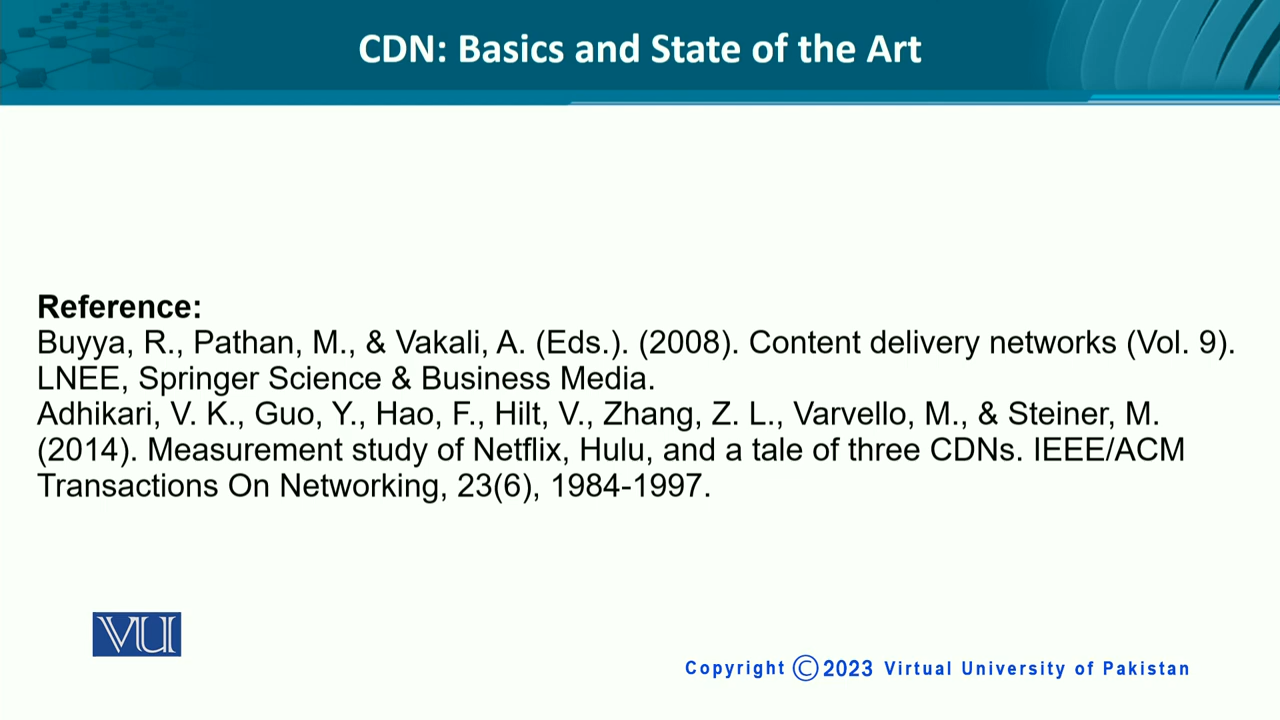 CDN: Basics and State of the Art
Reference:
Buyya, R., Pathan, M., & Vakali, A. (Eds.). (2008). Content delivery networks (Vol. 9).
LNEE, Springer Science & Business Media.
Adhikari, V. K., Guo, Y., Hao, F., Hilt, V., Zhang, Z. L., Varvello, M., & Steiner, M.
(2014). Measurement study of Netflix, Hulu, and a tale of three CDNs. IEEE/ACM
Transactions On Networking, 23(6), 1984-1997.
VU
Copyright ©2023 Virtual University of Pakistan